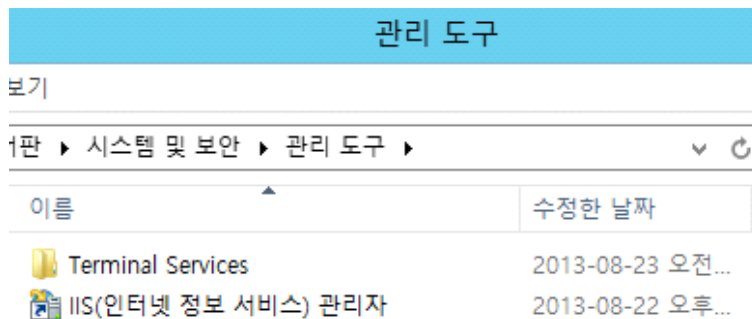 관리 도구
보기
어판 ▸ 시스템 및 보안 ▸ 관리 도구 ▸
이름 수정한 날짜
Terminal Services 2013-08-23 오전...
IIS(인터넷 정보 서비스) 관리자 2013-08-22 오후...